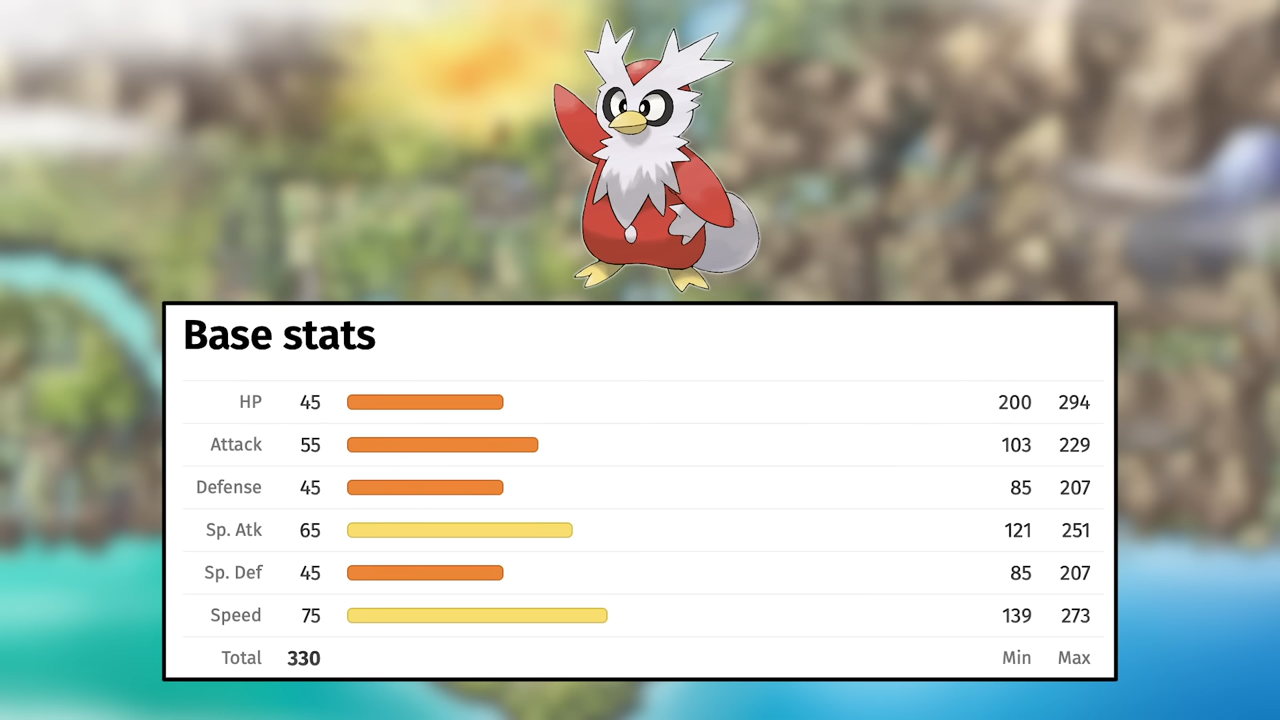 Base stats
HP 45 200 294
Attack 55 103 229
Defense 45 85 207
Sp. Atk 65 121 251
Sp. Def 45 85 207
Speed 75 139 273
Total 330 Min Max